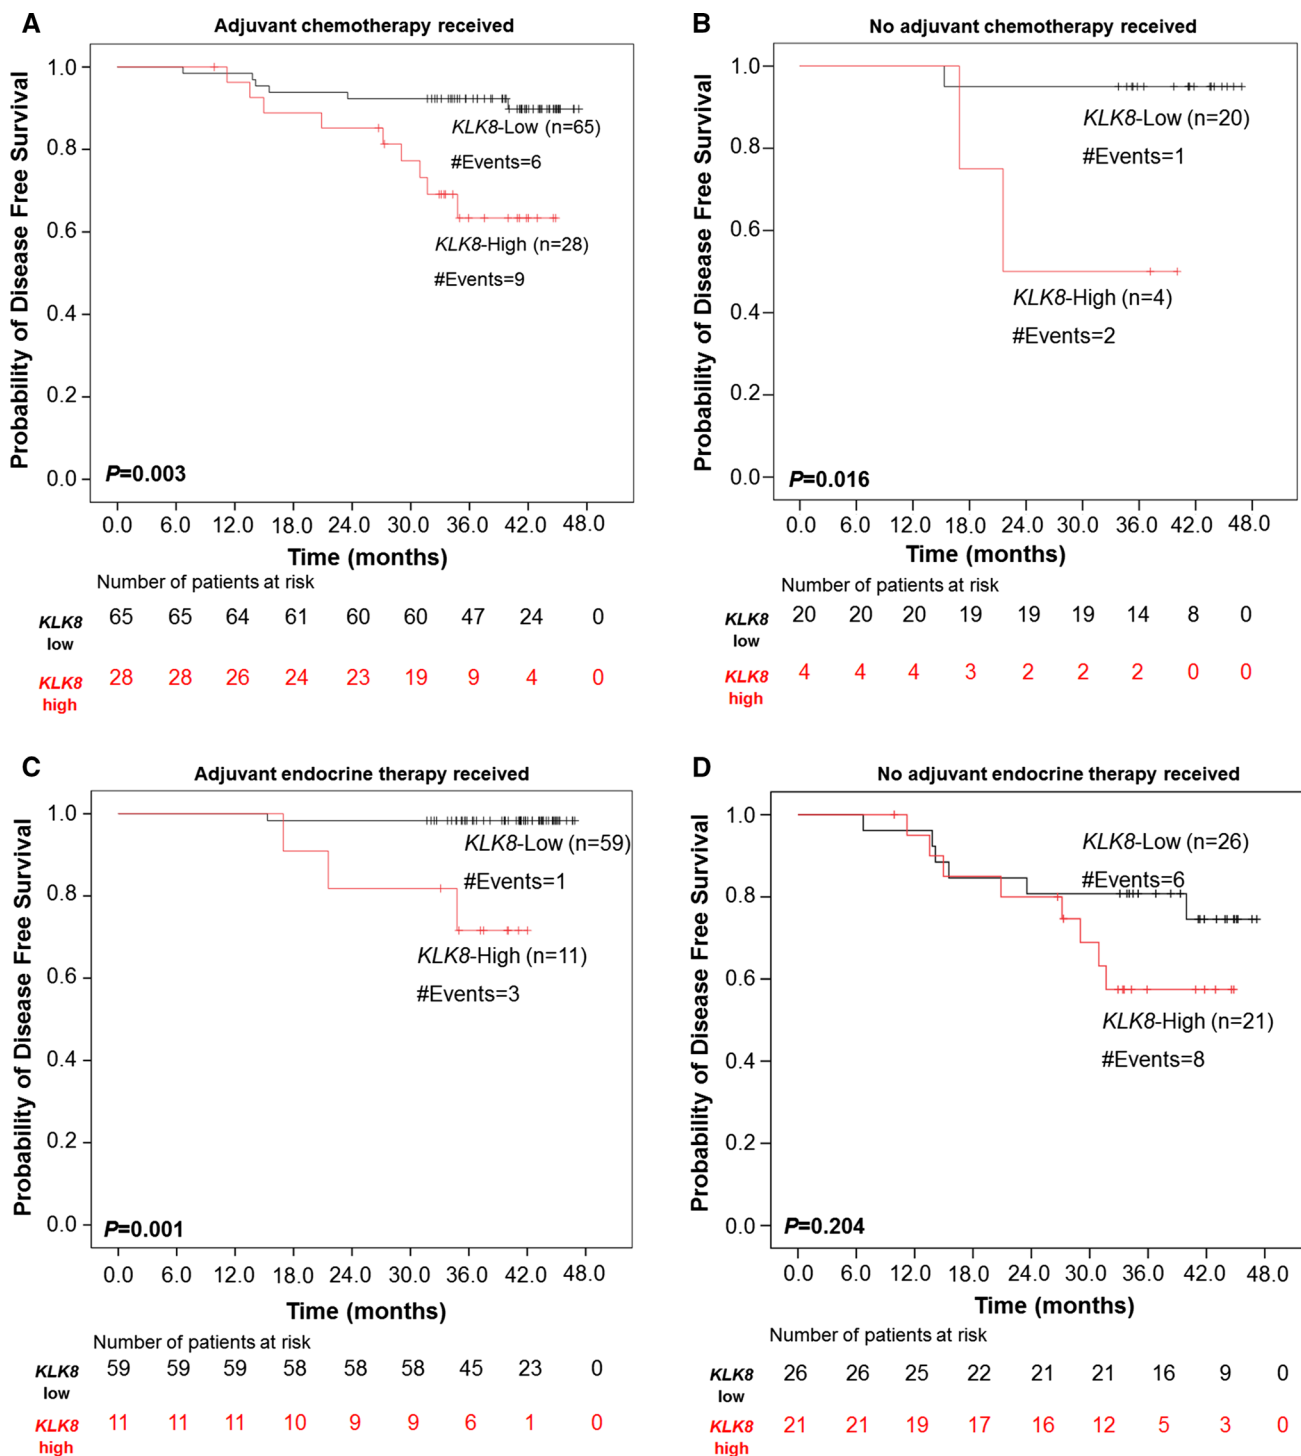 A
Adjuvant chemotherapy received
Probability of Disease Free Survival
1.0
0.8
0.6
0.4
0.2
0.0
KLK8-Low (n=65)
#Events=6
KLK8-High (n=28)
#Events=9
P=0.003
0.0 6.0 12.0 18.0 24.0 30.0 36.0 42.0 48.0
Time (months)
Number of patients at risk
KLK8 low 65 65 64 61 60 60 47 24 0
KLK8 high 28 28 26 24 23 19 9 4 0
B
No adjuvant chemotherapy received
Probability of Disease Free Survival
1.0
0.8
0.6
0.4
0.2
0.0
KLK8-Low (n=20)
#Events=1
KLK8-High (n=4)
#Events=2
P=0.016
0.0 6.0 12.0 18.0 24.0 30.0 36.0 42.0 48.0
Time (months)
Number of patients at risk
KLK8 low 20 20 20 19 19 19 14 8 0
KLK8 high 4 4 4 3 2 2 2 0 0
C
Adjuvant endocrine therapy received
Probability of Disease Free Survival
1.0
0.8
0.6
0.4
0.2
0.0
KLK8-Low (n=59)
#Events=1
KLK8-High (n=11)
#Events=3
P=0.001
0.0 6.0 12.0 18.0 24.0 30.0 36.0 42.0 48.0
Time (months)
Number of patients at risk
KLK8 low 59 59 59 58 58 58 45 23 0
KLK8 high 11 11 11 10 9 9 6 1 0
D
No adjuvant endocrine therapy received
Probability of Disease Free Survival
1.0
0.8
0.6
0.4
0.2
0.0
KLK8-Low (n=26)
#Events=6
KLK8-High (n=21)
#Events=8
P=0.204
0.0 6.0 12.0 18.0 24.0 30.0 36.0 42.0 48.0
Time (months)
Number of patients at risk
KLK8 low 26 26 25 22 21 21 16 9 0
KLK8 high 21 21 19 17 16 12 5 3 0